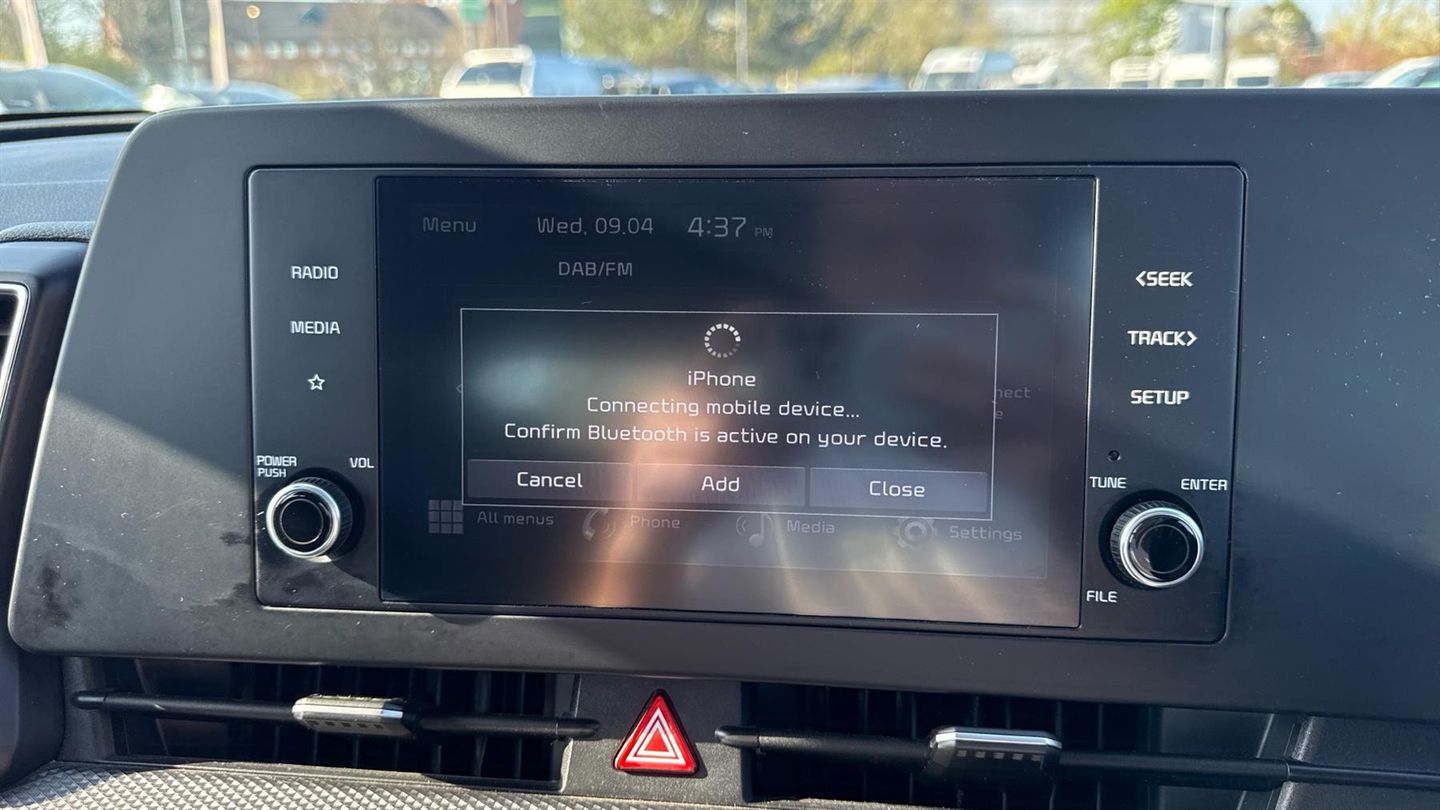 Menu Wed, 09.04 4:37 PM
DAB/FM
RADIO
MEDIA
POWER
PUSH
VOL
iPhone
Connecting mobile device...
Confirm Bluetooth is active on your device.
Cancel Add Close
All menus Phone Media Settings
<SEEK
TRACK>
SETUP
TUNE ENTER
FILE